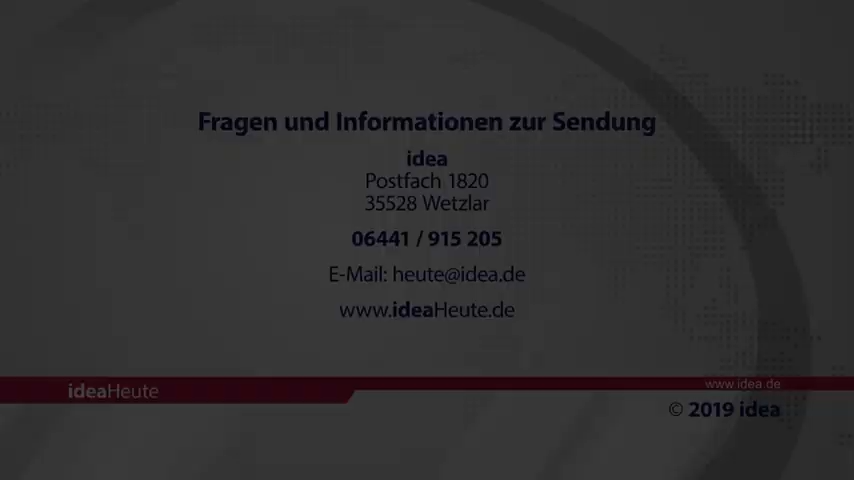 Fragen und Informationen zur Sendung
idea
Postfach 1820
35528 Wetzlar
06441 / 915 205
E-Mail: heute@idea.de
www.ideaHeute.de
www.idea.de
ideaHeute
© 2019 idea